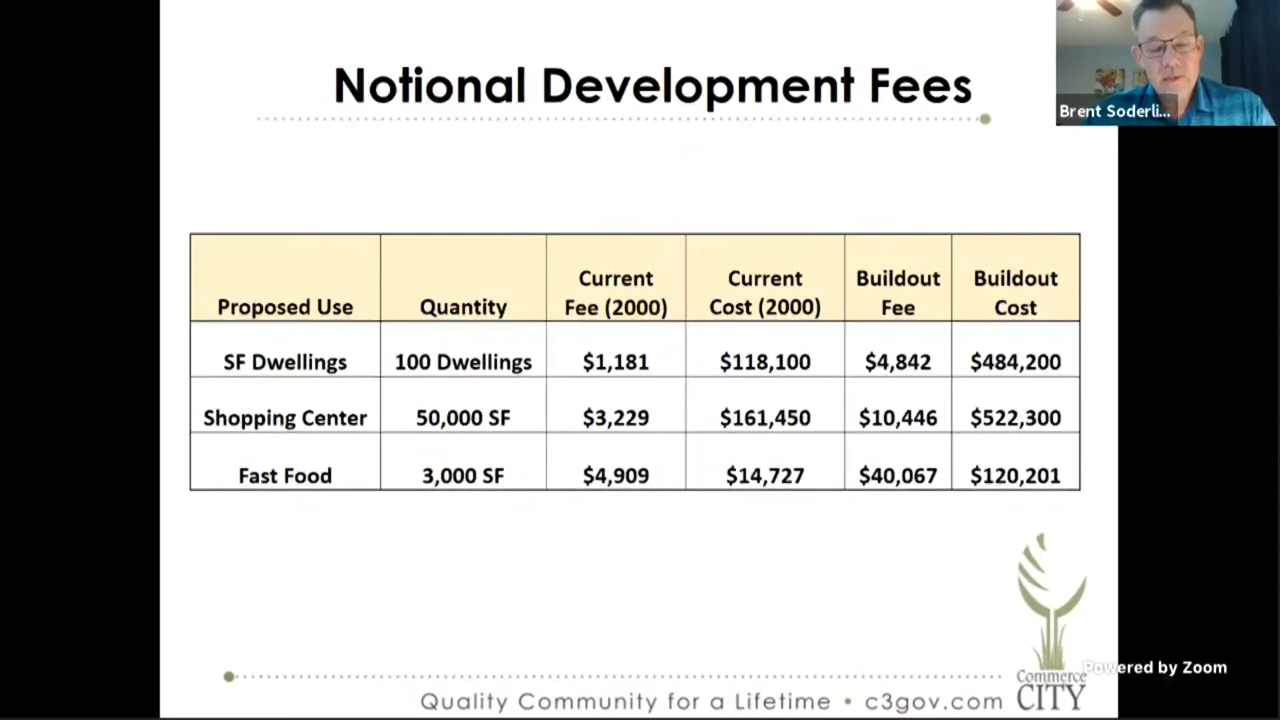 Notional Development Fees
Brent Soderli...
Proposed Use Quantity Current Fee (2000) Current Cost (2000) Buildout Fee Buildout Cost
SF Dwellings 100 Dwellings $1,181 $118,100 $4,842 $484,200
Shopping Center 50,000 SF $3,229 $161,450 $10,446 $522,300
Fast Food 3,000 SF $4,909 $14,727 $40,067 $120,201
Powered by Zoom
Commerce
CITY
Quality Community for a Lifetime • c3gov.com